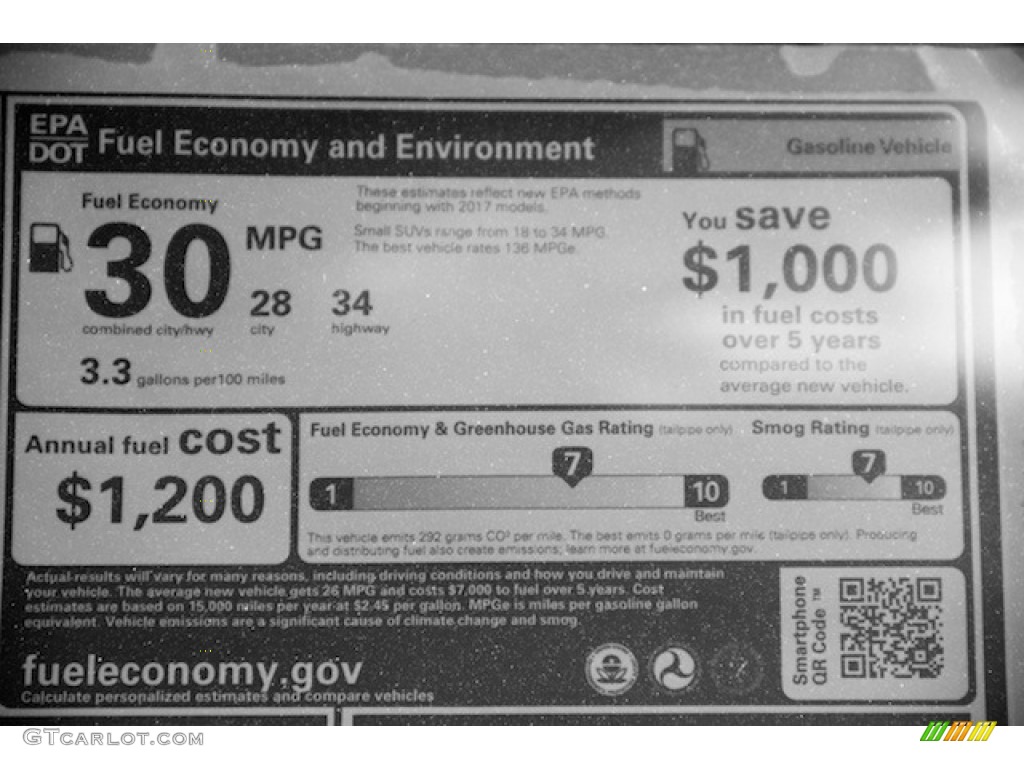 EPA
DOT
Fuel Economy and Environment
Gasoline Vehicle
Fuel Economy
30
MPG
combined city/hwy
28
city
34
highway
3.3 gallons per100 miles
These estimates reflect new EPA methods
beginning with 2017 models.
Small SUVs range from 18 to 34 MPG.
The best vehicle rates 136 MPGe.
You save
$1,000
in fuel costs
over 5 years
compared to the
average new vehicle.
Annual fuel cost
$1,200
Fuel Economy & Greenhouse Gas Rating (tailpipe only)
7
1
10
Best
Smog Rating (tailpipe only)
7
1
10
Best
This vehicle emits 292 grams CO² per mile. The best emits 0 grams per mile (tailpipe only). Producing
and distributing fuel also create emissions; learn more at fueleconomy.gov.
Actual results will vary for many reasons, including driving conditions and how you drive and maintain
your vehicle. The average new vehicle gets 26 MPG and costs $7,000 to fuel over 5 years. Cost
estimates are based on 15,000 miles per year at $2.45 per gallon. MPGe is miles per gasoline gallon
equivalent. Vehicle emissions are a significant cause of climate change and smog.
fueleconomy.gov
Calculate personalized estimates and compare vehicles
Smartphone
QR Code ™
GTcarlot.com